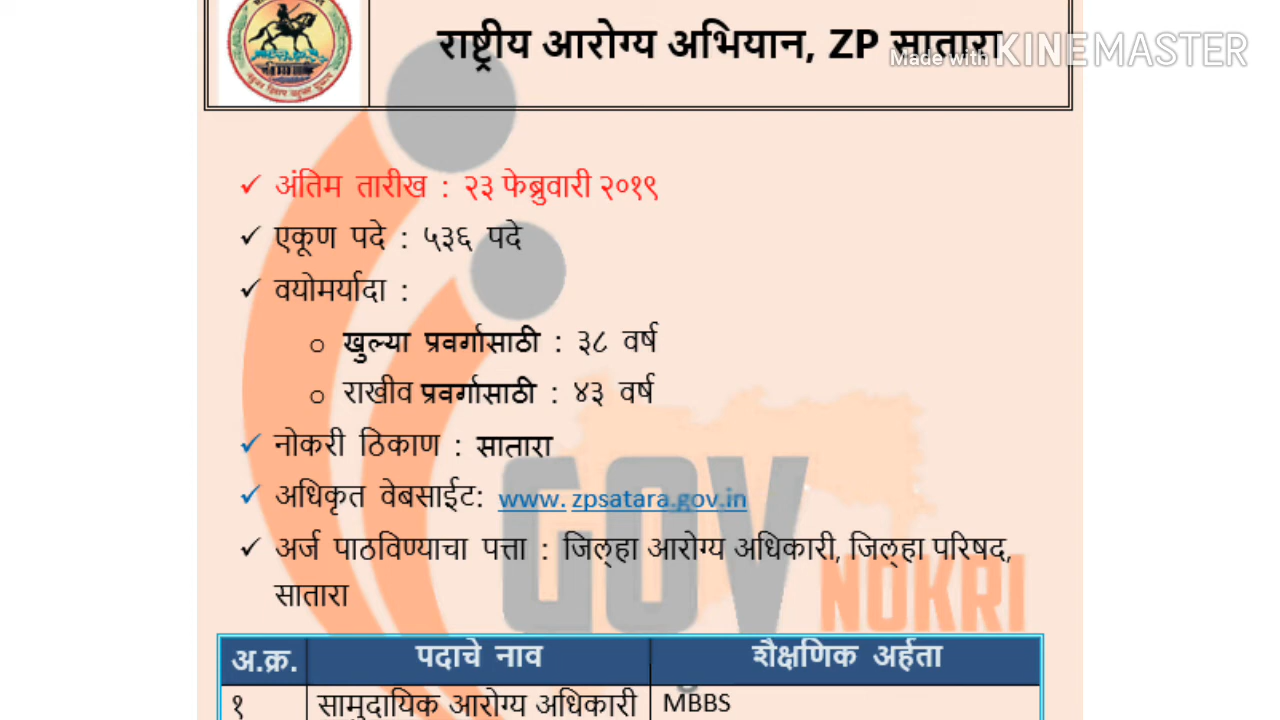 राष्ट्रीय आरोग्य अभियान, ZP सातारा
Made with KINEMASTER
✓ अंतिम तारीख : २३ फेब्रुवारी २०१९
✓ एकूण पदे : ५३६ पदे
✓ वयोमर्यादा :
o खुल्या प्रवर्गासाठी : ३८ वर्ष
o राखीव प्रवर्गासाठी : ४३ वर्ष
✓ नोकरी ठिकाण : सातारा
✓ अधिकृत वेबसाईट: www. zpsatara.gov.in
✓ अर्ज पाठविण्याचा पत्ता : जिल्हा आरोग्य अधिकारी, जिल्हा परिषद,
सातारा
GOV
NOKRI
अ.क्र. पदाचे नाव शैक्षणिक अर्हता
१ सामुदायिक आरोग्य अधिकारी MBBS